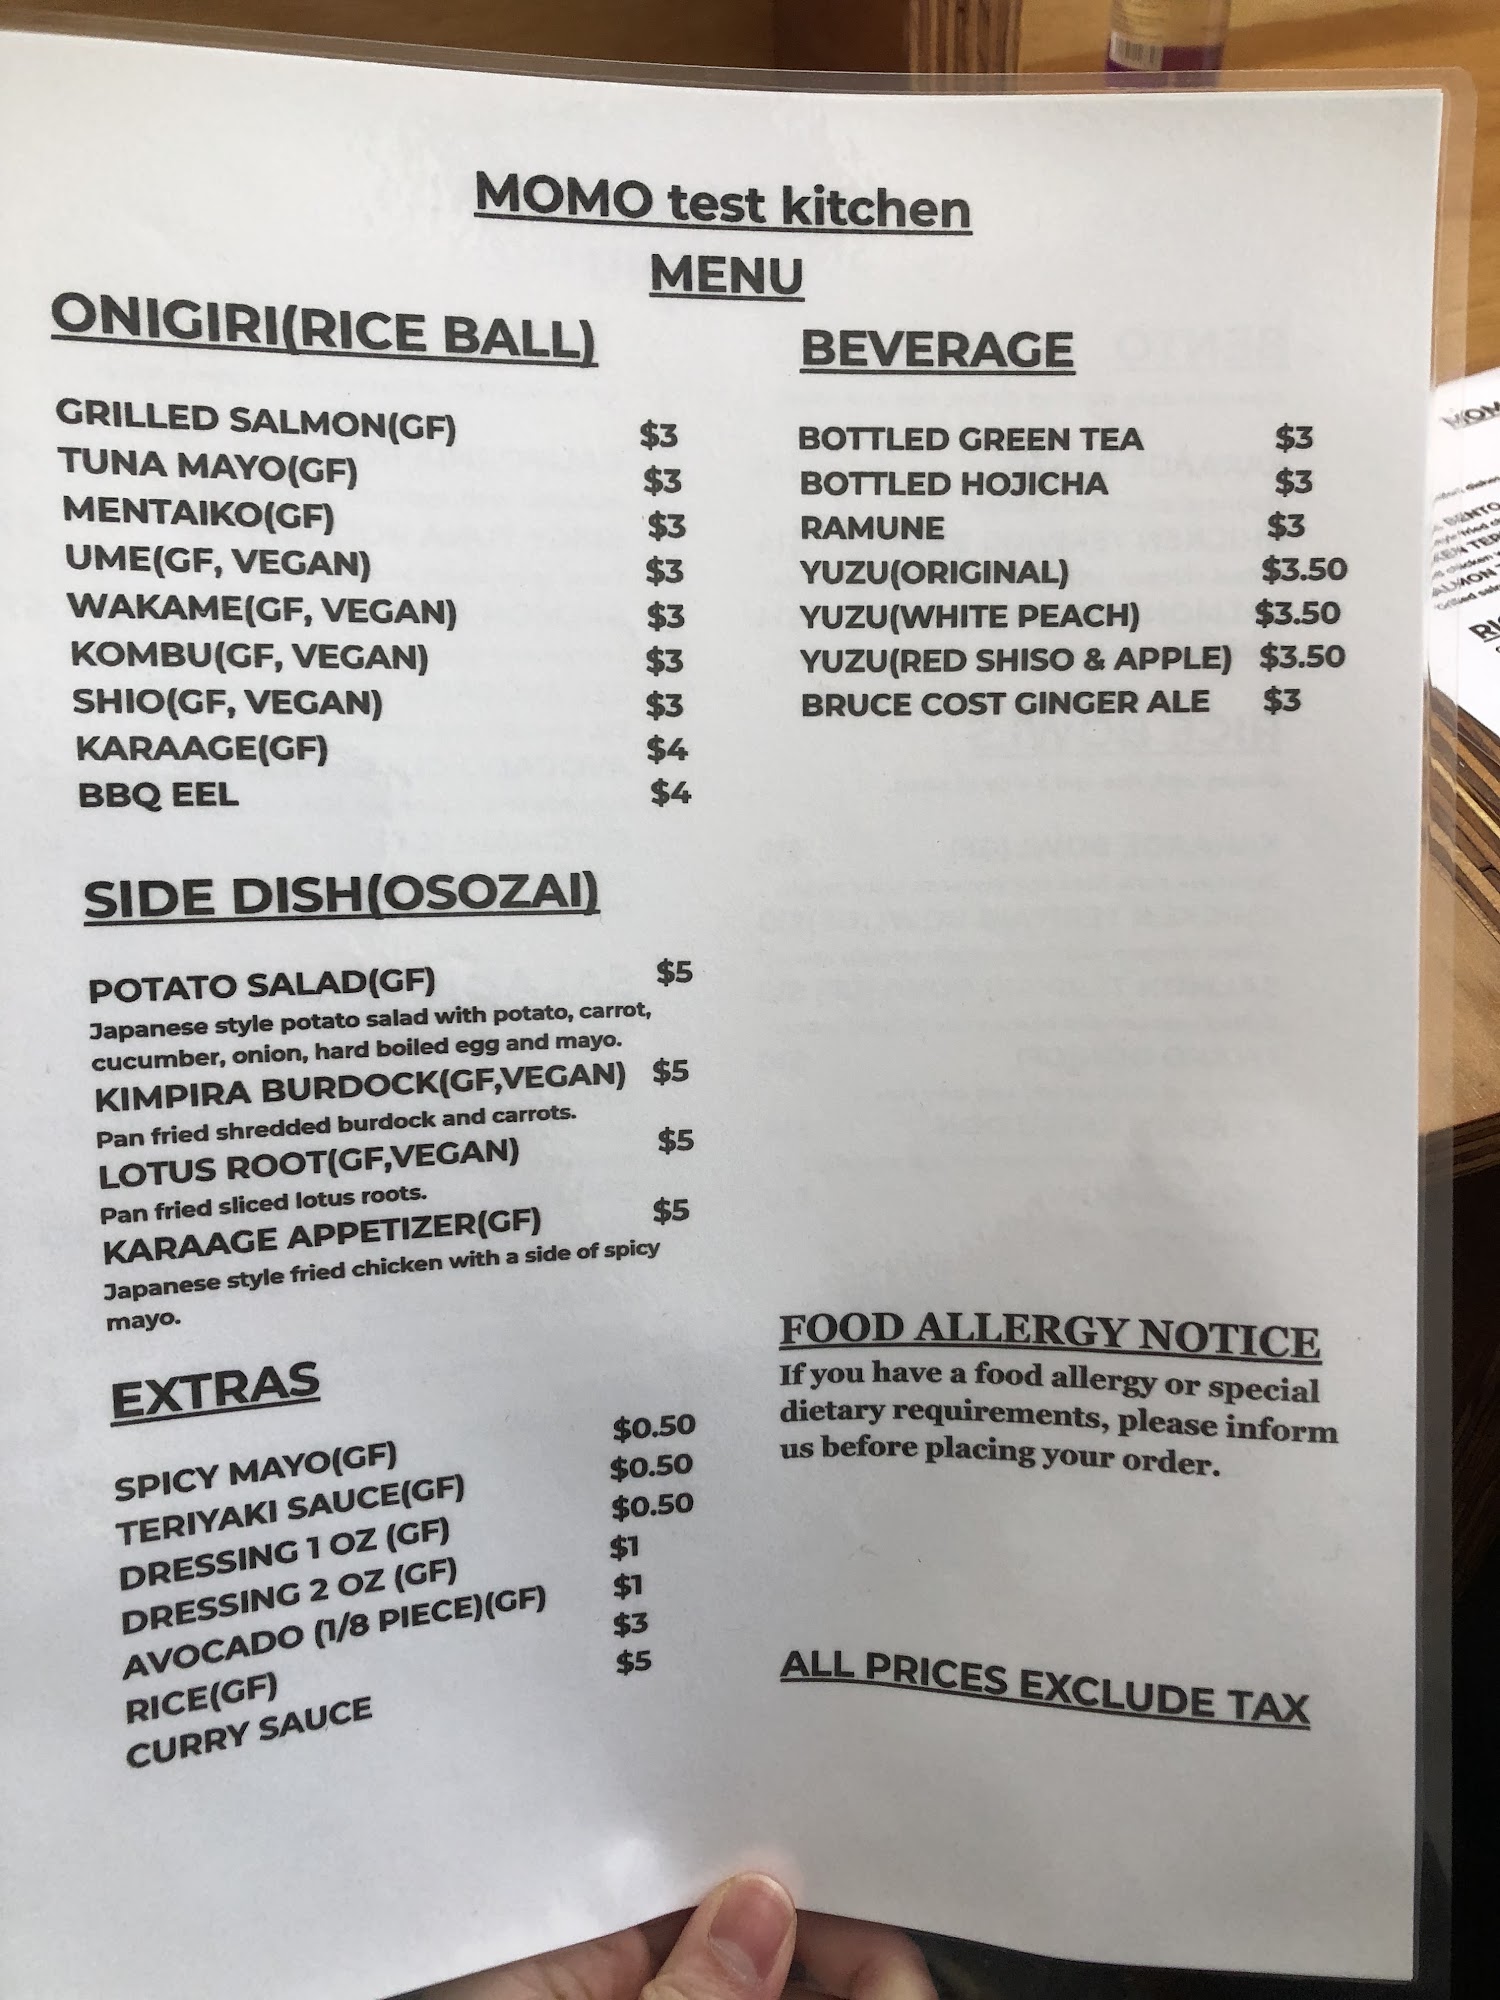 MOMO test kitchen
MENU
ONIGIRI(RICE BALL)
GRILLED SALMON(GF) $3
TUNA MAYO(GF) $3
MENTAIKO(GF) $3
UME(GF, VEGAN) $3
WAKAME(GF, VEGAN) $3
KOMBU(GF, VEGAN) $3
SHIO(GF, VEGAN) $3
KARAAGE(GF) $4
BBQ EEL $4
SIDE DISH(OSOZAI)
POTATO SALAD(GF) $5
Japanese style potato salad with potato, carrot,
cucumber, onion, hard boiled egg and mayo.
KIMPIRA BURDOCK(GF,VEGAN) $5
Pan fried shredded burdock and carrots.
LOTUS ROOT(GF,VEGAN) $5
Pan fried sliced lotus roots.
KARAAGE APPETIZER(GF) $5
Japanese style fried chicken with a side of spicy
mayo.
EXTRAS
SPICY MAYO(GF) $0.50
TERIYAKI SAUCE(GF) $0.50
DRESSING 1 OZ (GF) $0.50
DRESSING 2 OZ (GF) $1
AVOCADO (1/8 PIECE)(GF) $1
RICE(GF) $3
CURRY SAUCE $5
BEVERAGE
BOTTLED GREEN TEA $3
BOTTLED HOJICHA $3
RAMUNE $3
YUZU(ORIGINAL) $3.50
YUZU(WHITE PEACH) $3.50
YUZU(RED SHISO & APPLE) $3.50
BRUCE COST GINGER ALE $3
FOOD ALLERGY NOTICE
If you have a food allergy or special
dietary requirements, please inform
us before placing your order.
ALL PRICES EXCLUDE TAX